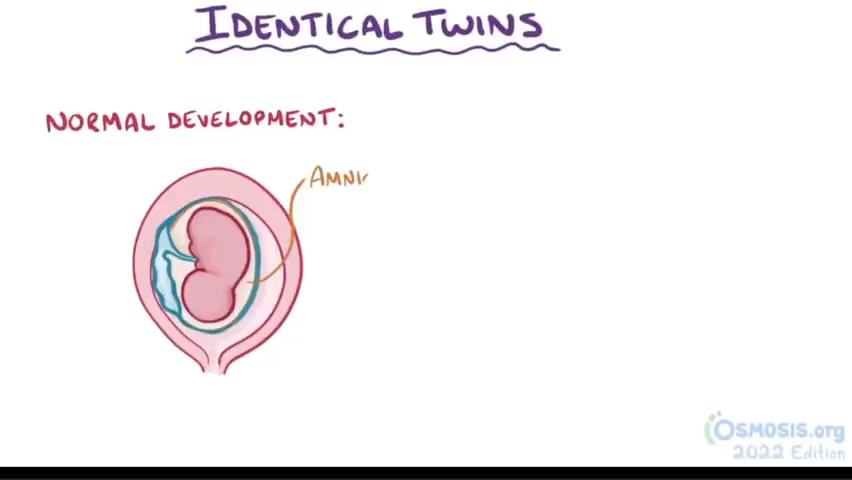 IDENTICAL TWINS
NORMAL DEVELOPMENT:
AMNI
OSMOSIS.org
2022 Edition